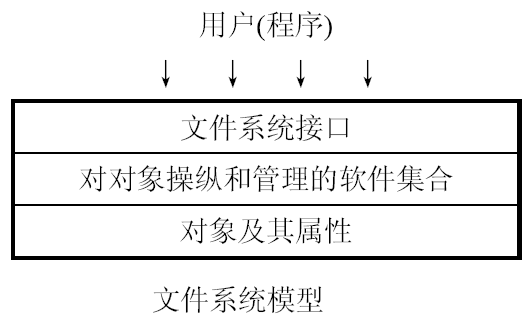 用户(程序)
文件系统接口
对对象操纵和管理的软件集合
对象及其属性
文件系统模型